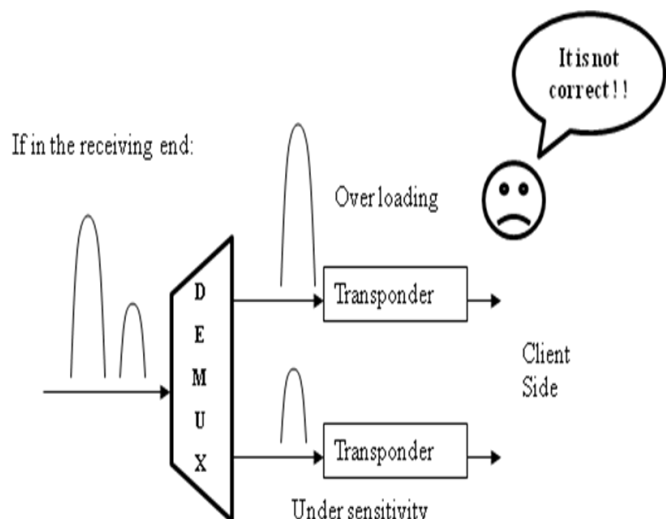 It is not
correct!!
If in the receiving end:
Over loading
D
E
M
U
X
Transponder
Client
Side
Transponder
Under sensitivity